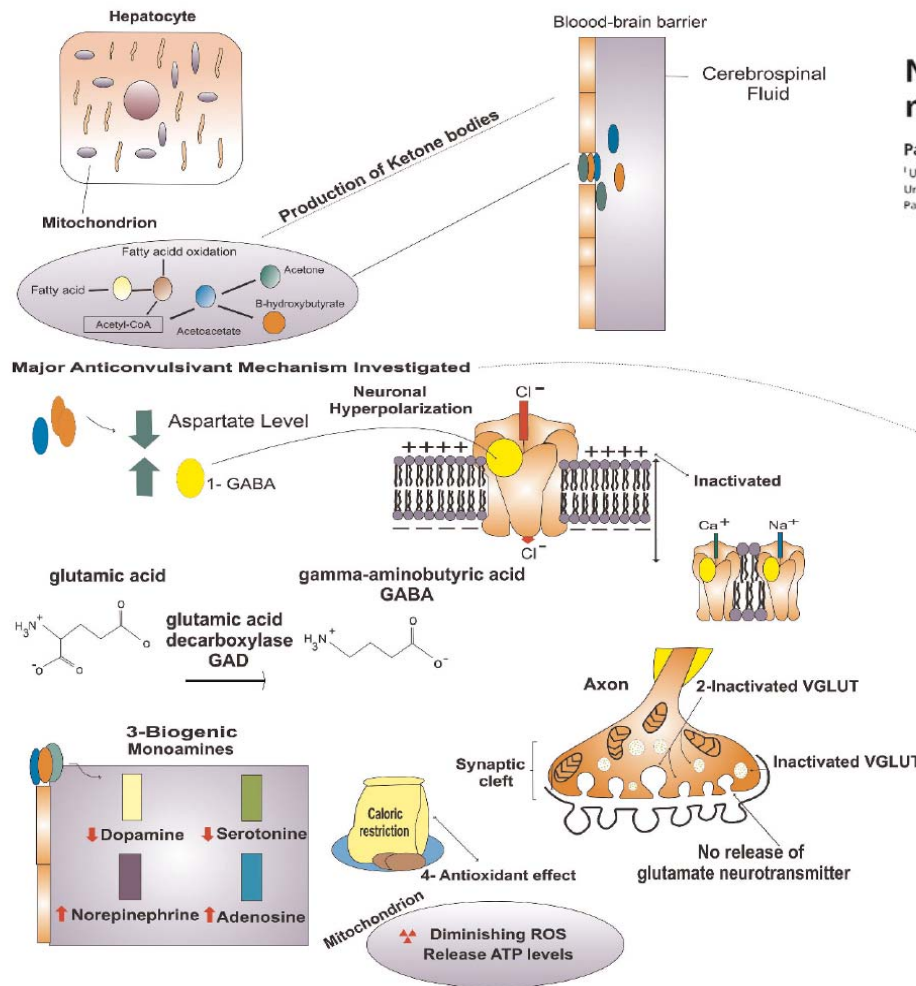 Hepatocyte
Bloood-brain barrier
Cerebrospinal
Fluid
Production of Ketone bodies
Mitochondrion
Fatty acidd oxidation
Fatty acid
Acetyl-CoA
Acetoacetate
Acetone
B-hydroxybutyrate
Major Anticonvulsivant Mechanism Investigated
Aspartate Level
1- GABA
Neuronal
Hyperpolarization
Cl⁻
+++++
+++++
Cl⁻
Inactivated
Ca⁺
Na⁺
glutamic acid
H₃N⁺
O
O
⁻O
O
glutamic acid
decarboxylase
GAD
gamma-aminobutyric acid
GABA
H₃N⁺
O
O⁻
Axon
2-Inactivated VGLUT
Synaptic
cleft
Inactivated VGLUT
No release of
glutamate neurotransmitter
3-Biogenic
Monoamines
Dopamine
Serotonine
Norepinephrine
Adenosine
Caloric
restriction
4- Antioxidant effect
Mitochondrion
Diminishing ROS
Release ATP levels